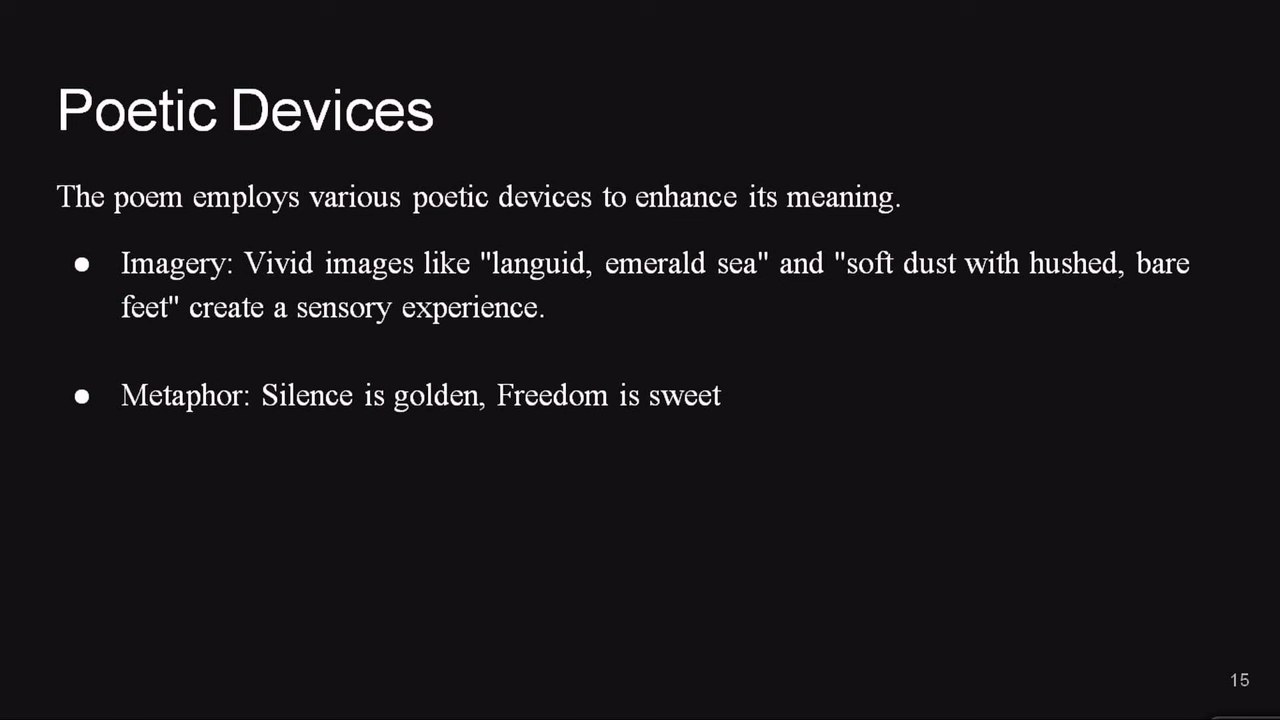 Poetic Devices
The poem employs various poetic devices to enhance its meaning.
● Imagery: Vivid images like "languid, emerald sea" and "soft dust with hushed, bare
feet" create a sensory experience.
● Metaphor: Silence is golden, Freedom is sweet
15